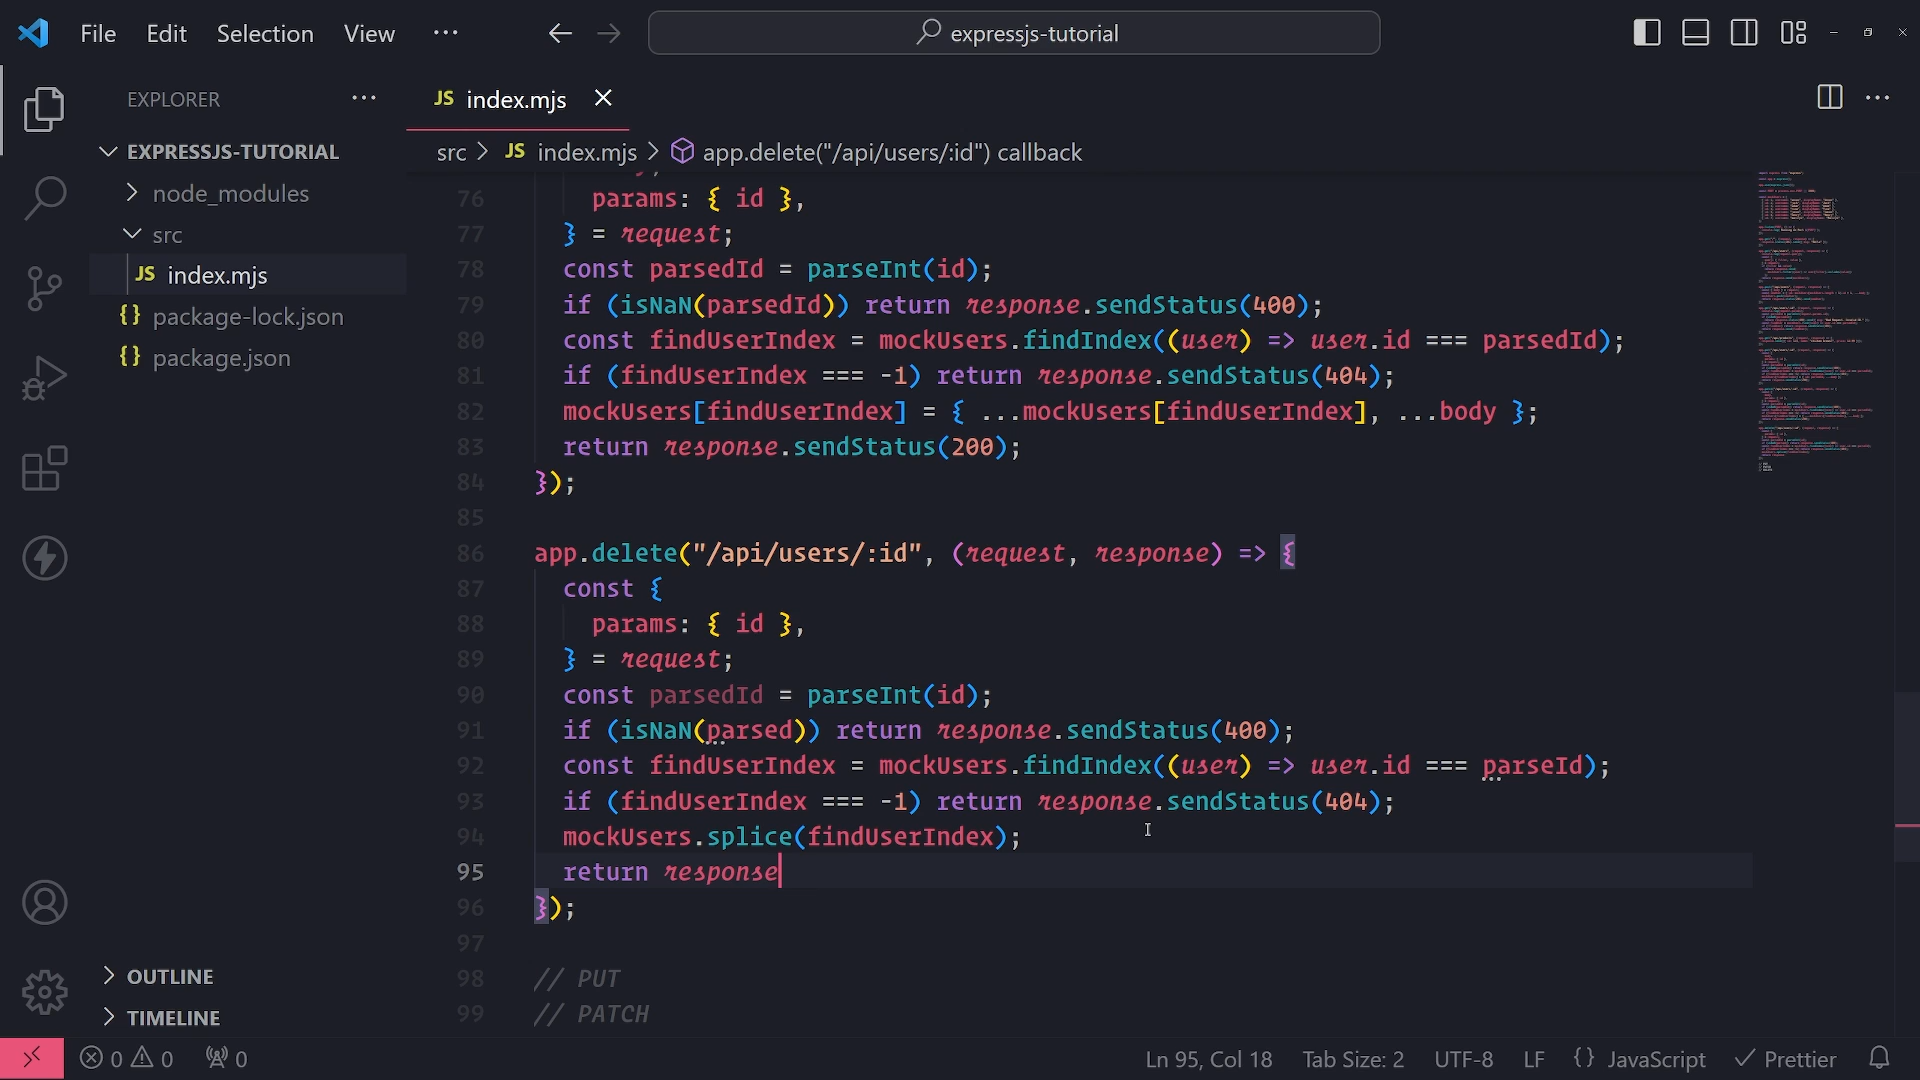 File Edit Selection View ··· expressjs-tutorial
EXPLORER ···
EXPRESSJS-TUTORIAL
node_modules
src
JS index.mjs
{} package-lock.json
{} package.json
OUTLINE
TIMELINE
JS index.mjs
src > JS index.mjs > app.delete("/api/users/:id") callback
76 params: { id },
77 } = request;
78 const parsedId = parseInt(id);
79 if (isNaN(parsedId)) return response.sendStatus(400);
80 const findUserIndex = mockUsers.findIndex((user) => user.id === parsedId);
81 if (findUserIndex === -1) return response.sendStatus(404);
82 mockUsers[findUserIndex] = { ...mockUsers[findUserIndex], ...body };
83 return response.sendStatus(200);
84 });
85
86 app.delete("/api/users/:id", (request, response) => {
87 const {
88 params: { id },
89 } = request;
90 const parsedId = parseInt(id);
91 if (isNaN(parsed)) return response.sendStatus(400);
92 const findUserIndex = mockUsers.findIndex((user) => user.id === parseId);
93 if (findUserIndex === -1) return response.sendStatus(404);
94 mockUsers.splice(findUserIndex);
95 return response
96 });
97
98 // PUT
99 // PATCH
0 0 0 Ln 95, Col 18 Tab Size: 2 UTF-8 LF {} JavaScript Prettier